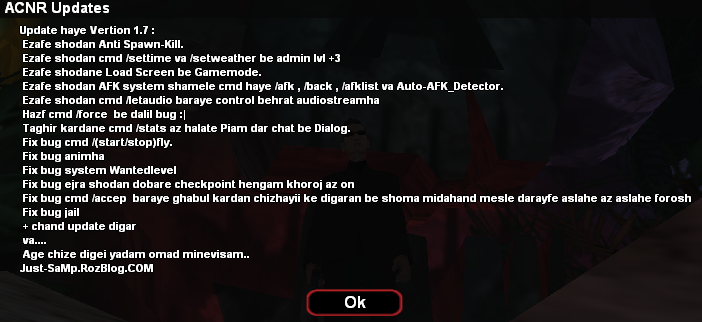 ACNR Updates
Update haye Vertion 1.7 :
Ezafe shodan Anti Spawn-Kill.
Ezafe shodan cmd /settime va /setweather be admin lvl +3
Ezafe shodane Load Screen be Gamemode.
Ezafe shodan AFK system shamele cmd haye /afk , /back , /afklist va Auto-AFK_Detector.
Ezafe shodan cmd /letaudio baraye control behrat audiostreamha
Hazf cmd /force  be dalil bug :|
Taghir kardane cmd /stats az halate Piam dar chat be Dialog.
Fix bug cmd /(start/stop)fly.
Fix bug animha
Fix bug system Wantedlevel
Fix bug ejra shodan dobare checkpoint hengam khoroj az on
Fix bug cmd /accep  baraye ghabul kardan chizhayii ke digaran be shoma midahand mesle darayfe aslahe az aslahe forosh
Fix bug jail
+ chand update digar
va....
Age chize digei yadam omad minevisam..
Just-SaMp.RozBlog.COM
Ok